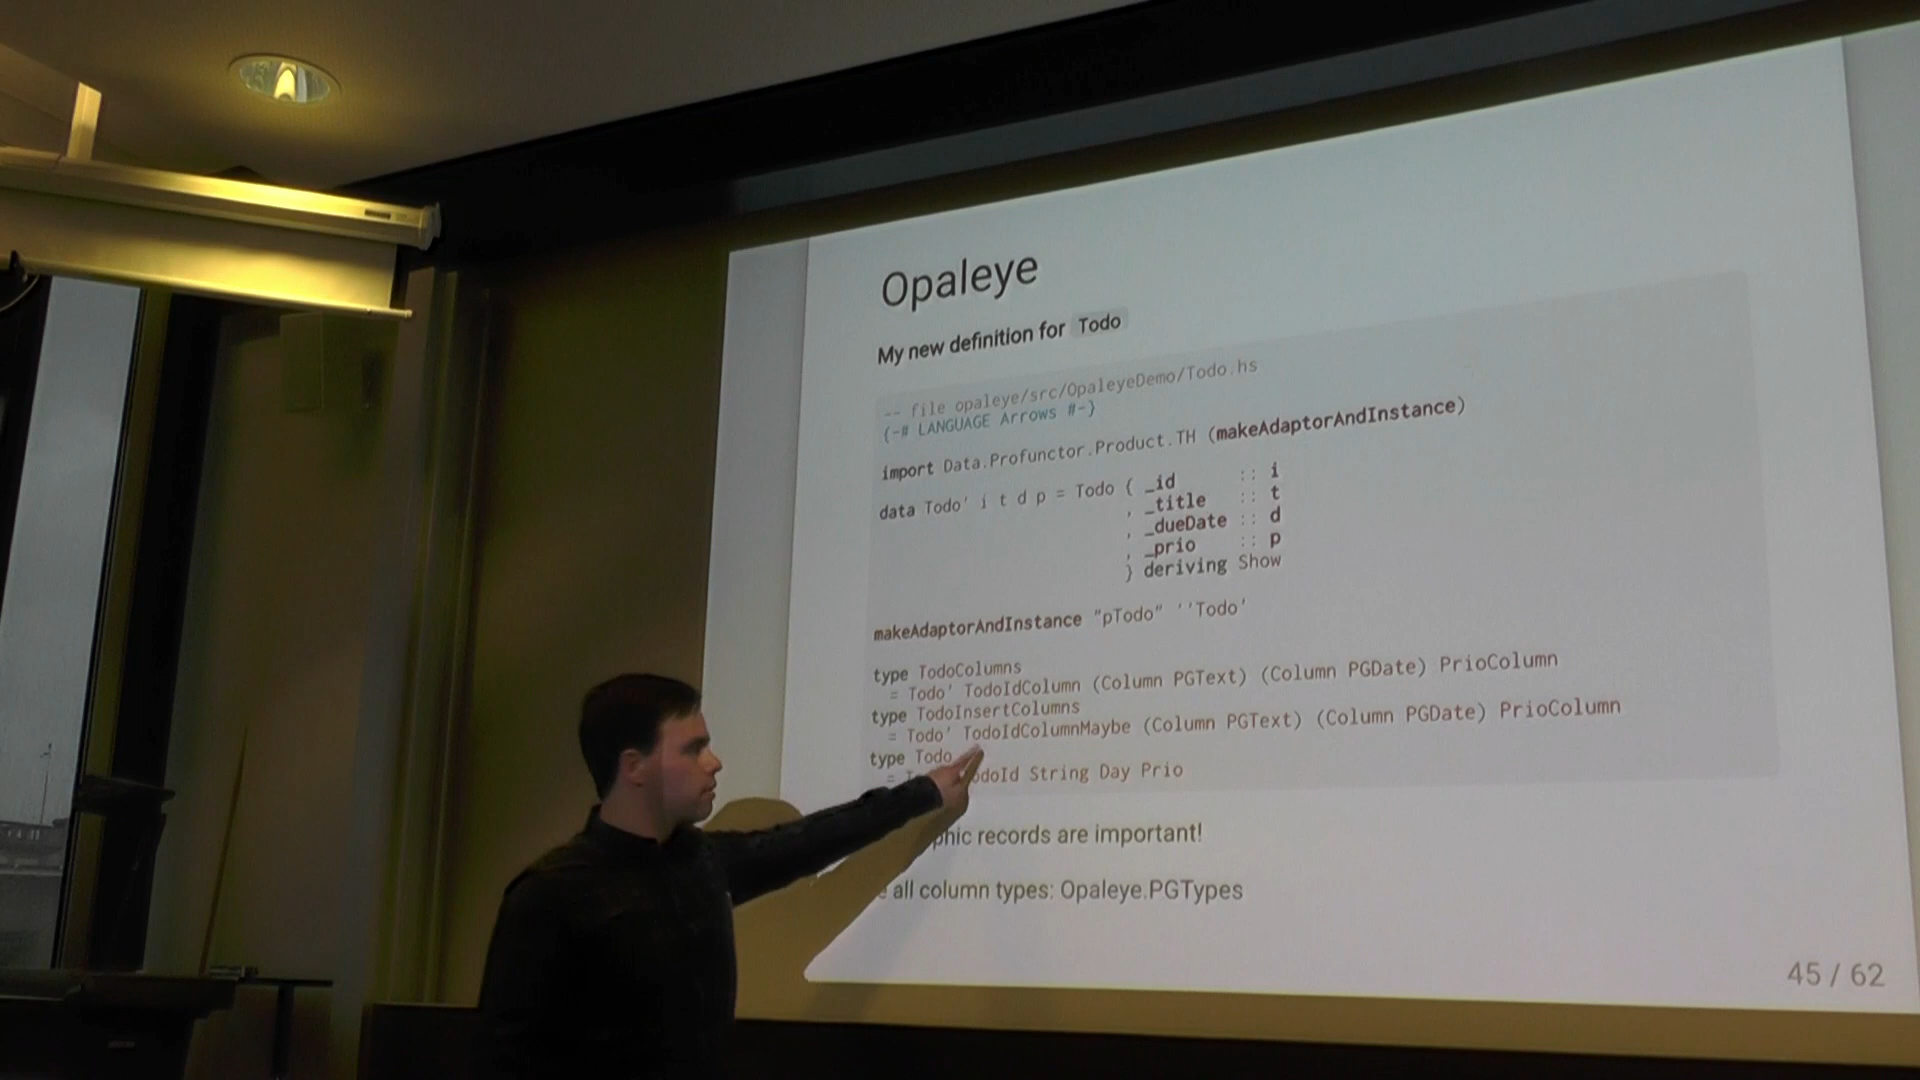 Opaleye
My new definition for Todo
-- file opaleye/src/OpaleyeDemo/Todo.hs
{-# LANGUAGE Arrows #-}
import Data.Profunctor.Product.TH (makeAdaptorAndInstance)
data Todo' i t d p = Todo { _id :: i
, _title :: t
, _dueDate :: d
, _prio :: p
} deriving Show
makeAdaptorAndInstance "pTodo" ''Todo'
type TodoColumns
= Todo' TodoIdColumn (Column PGText) (Column PGDate) PrioColumn
type TodoInsertColumns
= Todo' TodoIdColumnMaybe (Column PGText) (Column PGDate) PrioColumn
type Todo
= String Day Prio
records are important!
all column types: Opaleye.PGTypes
45 / 62